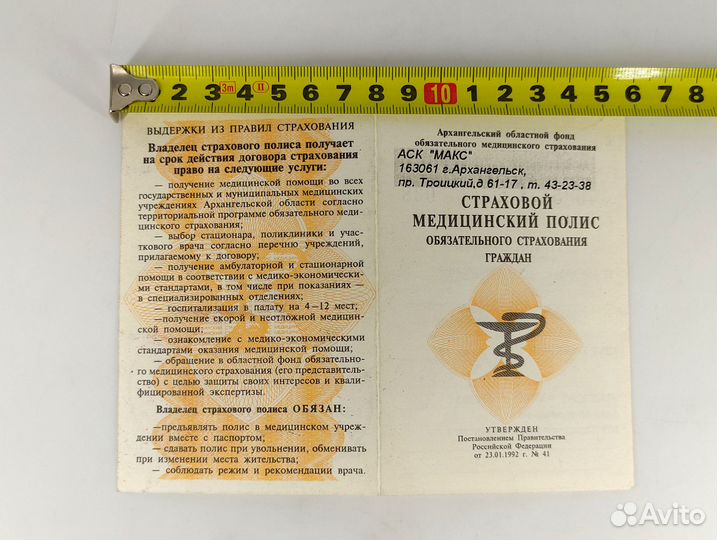 2 3 3m 4 II 5 6 7 8 9 10 1 2 3 4 5 6 7 8
ВЫДЕРЖКИ ИЗ ПРАВИЛ СТРАХОВАНИЯ
Владелец страхового полиса получает
на срок действия договора страхования
право на следующие услуги:
— получение медицинской помощи во всех
государственных и муниципальных медицинских
учреждениях Архангельской области согласно
территориальной программе обязательного меди-
цинского страхования;
— выбор стационара, поликлиники и учас-
ткового врача согласно перечню учреждений,
прилагаемому к договору;
— получение амбулаторной и стационарной
помощи в соответствии с медико-экономически-
ми стандартами, в том числе при показаниях —
в специализированных отделениях;
— госпитализация в палату на 4—12 мест;
—получение скорой и неотложной медицин-
ской помощи;
— ознакомление с медико-экономическими
стандартами оказания медицинской помощи;
— обращение в областной фонд обязательно-
го медицинского страхования (его представитель-
ство) с целью защиты своих интересов и квали-
фицированной экспертизы.
Владелец страхового полиса ОБЯЗАН:
—предъявлять полис в медицинском учреж-
дении вместе с паспортом;
— сдавать полис при увольнении, обменивать
при изменении места жительства;
— соблюдать режим и рекомендации врача.
Архангельский областной фонд
обязательного медицинского страхования
АСК "МАКС"
163061 г.Архангельск,
пр. Троицкий,д 61-17 , т. 43-23-38
СТРАХОВОЙ
МЕДИЦИНСКИЙ ПОЛИС
ОБЯЗАТЕЛЬНОГО СТРАХОВАНИЯ
ГРАЖДАН
УТВЕРЖДЕН
Постановлением Правительства
Российской Федерации
от 23.01.1992 г. № 41
Avito